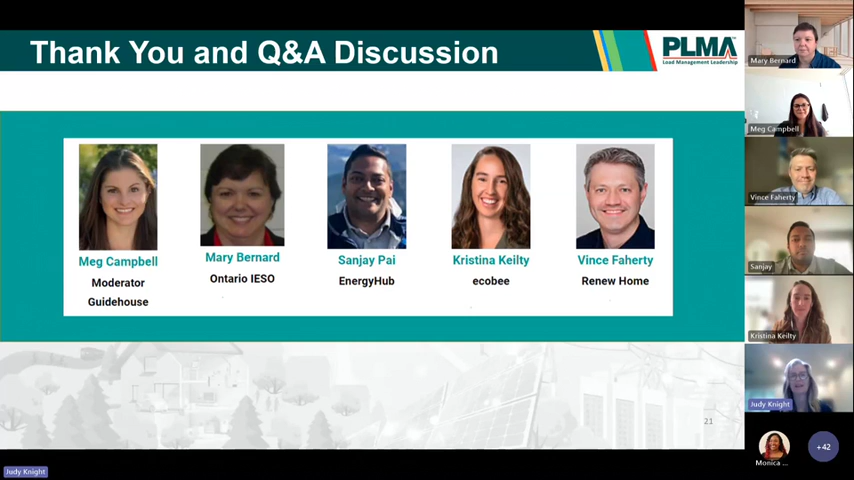 Thank You and Q&A Discussion
PLMA
Load Management Leadership
Meg Campbell
Moderator
Guidehouse
Mary Bernard
Ontario IESO
Sanjay Pai
EnergyHub
Kristina Keilty
ecobee
Vince Faherty
Renew Home
21
Judy Knight
Mary Bernard
Meg Campbell
Vince Faherty
Sanjay
Kristina Keilty
Judy Knight
Monica ...
+42